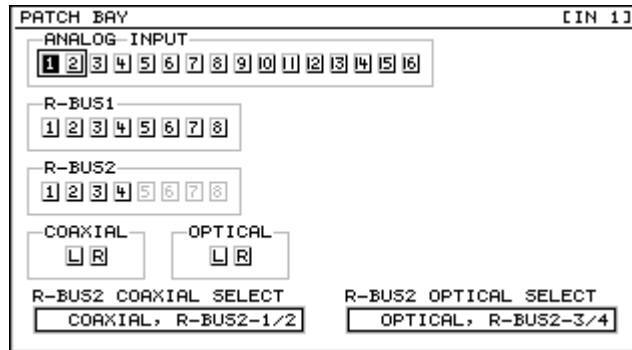 PATCH BAY [IN 1]
ANALOG INPUT
1 2 3 4 5 6 7 8 9 10 11 12 13 14 15 16
R-BUS1
1 2 3 4 5 6 7 8
R-BUS2
1 2 3 4 5 6 7 8
COAXIAL OPTICAL
L R L R
R-BUS2 COAXIAL SELECT R-BUS2 OPTICAL SELECT
COAXIAL, R-BUS2-1/2 OPTICAL, R-BUS2-3/4